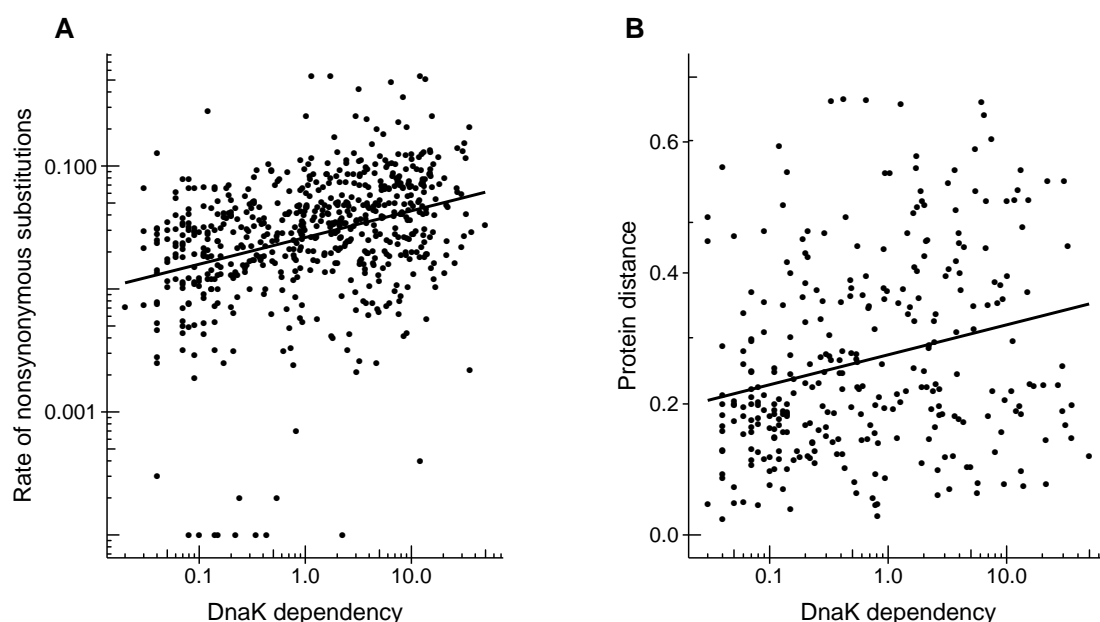 A
Rate of nonsynonymous substitutions
0.100
0.001
0.1 1.0 10.0
DnaK dependency
B
Protein distance
0.6
0.4
0.2
0.0
0.1 1.0 10.0
DnaK dependency